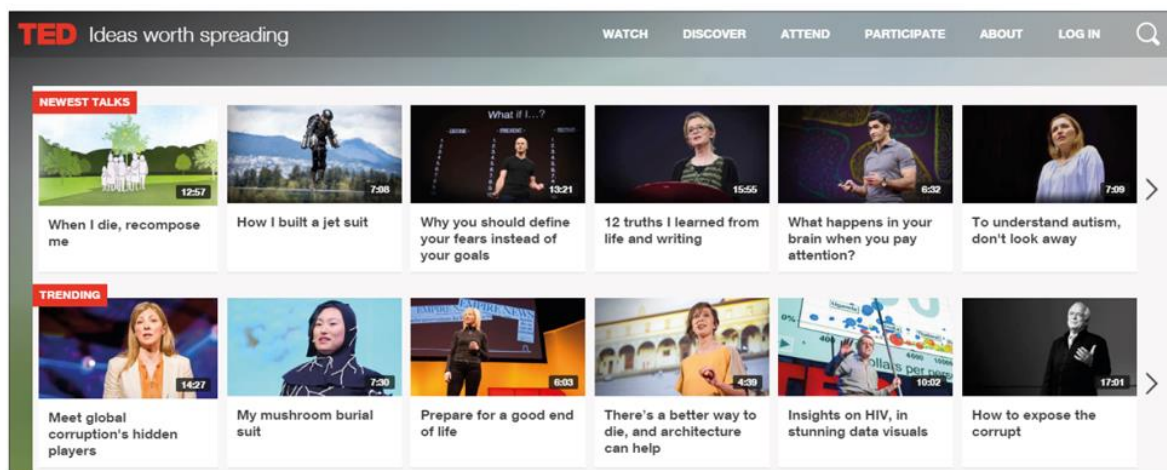 TED Ideas worth spreading
WATCH DISCOVER ATTEND PARTICIPATE ABOUT LOG IN
NEWEST TALKS
12:57
When I die, recompose
me
7:08
How I built a jet suit
What if I...?
13:21
Why you should define
your fears instead of
your goals
15:55
12 truths I learned from
life and writing
6:32
What happens in your
brain when you pay
attention?
7:09
To understand autism,
don't look away
TRENDING
14:27
Meet global
corruption's hidden
players
7:30
My mushroom burial
suit
EMPIRE NEWS
6:03
Prepare for a good end
of life
4:39
There's a better way to
die, and architecture
can help
0%
10:02
Insights on HIV, in
stunning data visuals
17:01
How to expose the
corrupt